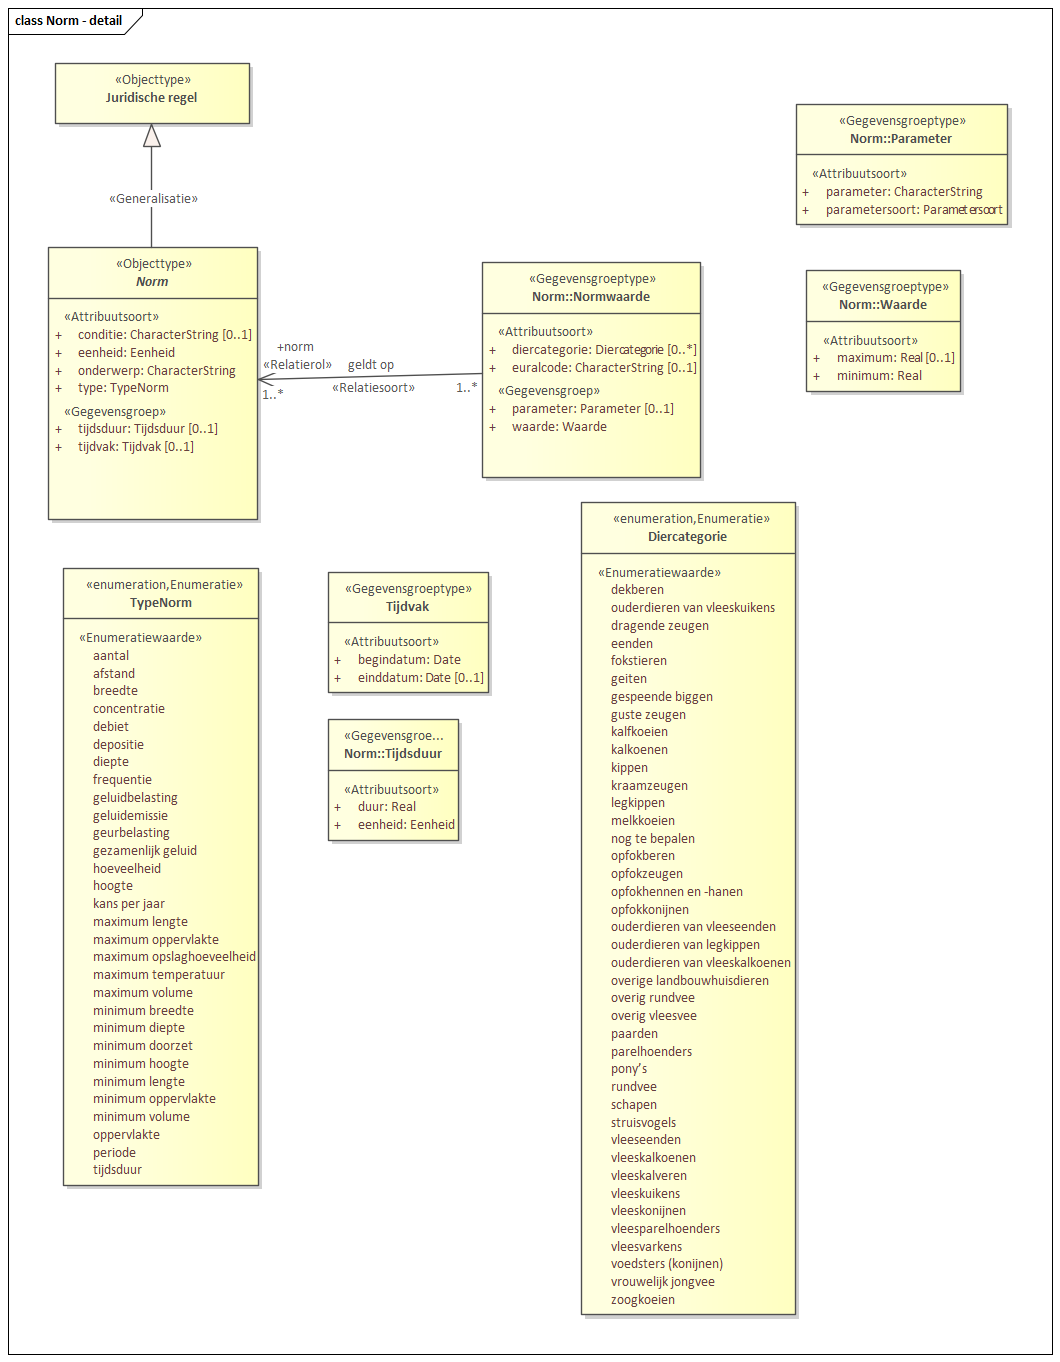 class Norm - detail
«Objecttype»
Juridische regel
«Generalisatie»
«Objecttype»
Norm
«Attribuutsoort»
+ conditie: CharacterString [0..1]
+ eenheid: Eenheid
+ onderwerp: CharacterString
+ type: TypeNorm
«Gegevensgroep»
+ tijdsduur: Tijdsduur [0..1]
+ tijdvak: Tijdvak [0..1]
+norm
«Relatierol»
1..*
geldt op
«Relatiesoort»
1..*
«Gegevensgroeptype»
Norm::Normwaarde
«Attribuutsoort»
+ diercategorie: Diercategorie [0..*]
+ euralcode: CharacterString [0..1]
«Gegevensgroep»
+ parameter: Parameter [0..1]
+ waarde: Waarde
«Gegevensgroeptype»
Norm::Parameter
«Attribuutsoort»
+ parameter: CharacterString
+ parametersoort: Parametersoort
«Gegevensgroeptype»
Norm::Waarde
«Attribuutsoort»
+ maximum: Real [0..1]
+ minimum: Real
«enumeration,Enumeratie»
TypeNorm
«Enumeratiewaarde»
aantal
afstand
breedte
concentratie
debiet
depositie
diepte
frequentie
geluidbelasting
geluidemissie
geurbelasting
gezamenlijk geluid
hoeveelheid
hoogte
kans per jaar
maximum lengte
maximum oppervlakte
maximum opslaghoeveelheid
maximum temperatuur
maximum volume
minimum breedte
minimum diepte
minimum doorzet
minimum hoogte
minimum lengte
minimum oppervlakte
minimum volume
oppervlakte
periode
tijdsduur
«Gegevensgroeptype»
Tijdvak
«Attribuutsoort»
+ begindatum: Date
+ einddatum: Date [0..1]
«Gegevensgroe...
Norm::Tijdsduur
«Attribuutsoort»
+ duur: Real
+ eenheid: Eenheid
«enumeration,Enumeratie»
Diercategorie
«Enumeratiewaarde»
dekberen
ouderdieren van vleeskuikens
dragende zeugen
eenden
fokstieren
geiten
gespeende biggen
guste zeugen
kalfkoeien
kalkoenen
kippen
kraamzeugen
legkippen
melkkoeien
nog te bepalen
opfokberen
opfokzeugen
opfokhennen en -hanen
opfokkonijnen
ouderdieren van vleeseenden
ouderdieren van legkippen
ouderdieren van vleeskalkoenen
overige landbouwhuisdieren
overig rundvee
overig vleesvee
paarden
parelhoenders
pony's
rundvee
schapen
struisvogels
vleeseenden
vleeskalkoenen
vleeskalveren
vleeskuikens
vleeskonijnen
vleesparelhoenders
vleesvarkens
voedsters (konijnen)
vrouwelijk jongvee
zoogkoeien